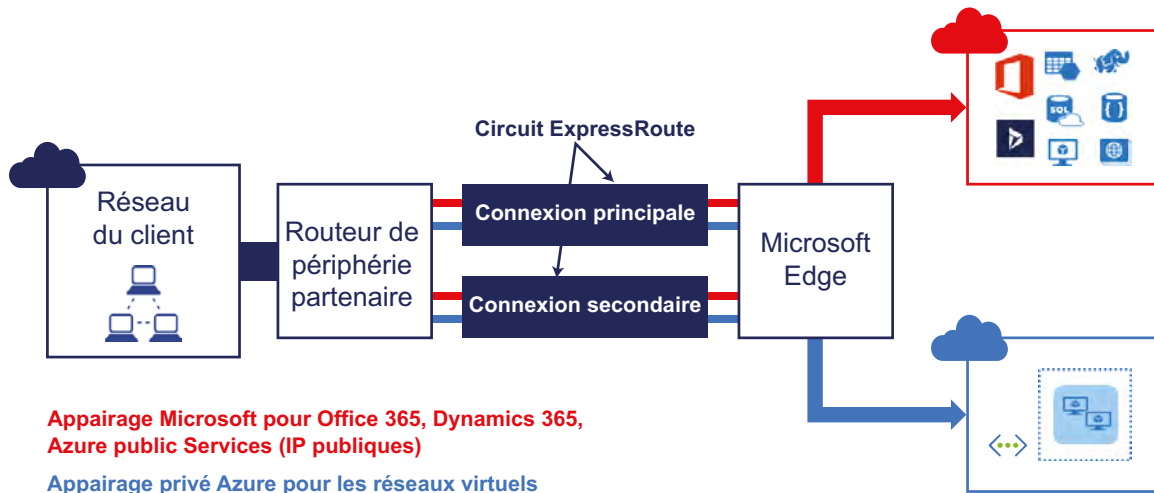 Circuit ExpressRoute
Réseau
du client
Routeur de
périphérie
partenaire
Connexion principale
Connexion secondaire
Microsoft
Edge
SQL
Appairage Microsoft pour Office 365, Dynamics 365,
Azure public Services (IP publiques)
Appairage privé Azure pour les réseaux virtuels